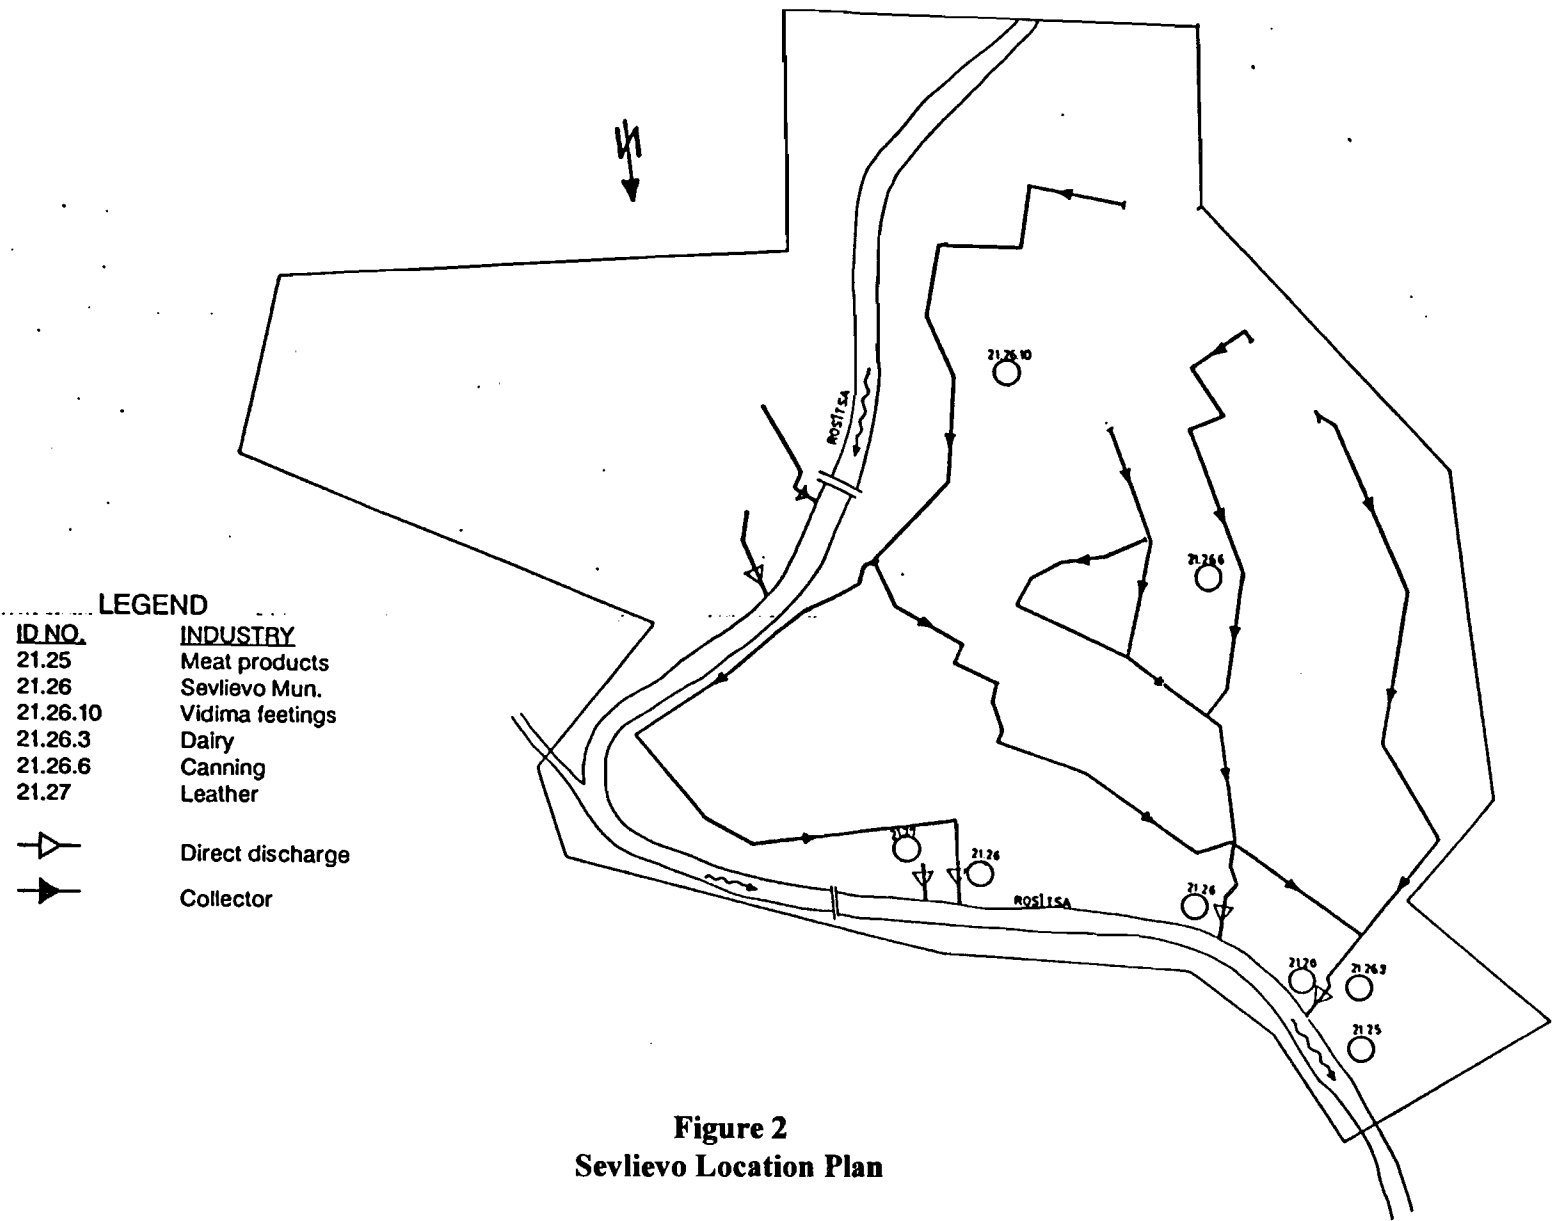 N
21.26.10
ROSITSA
21.26.6
LEGEND
ID NO. INDUSTRY
21.25 Meat products
21.26 Sevlievo Mun.
21.26.10 Vidima feetings
21.26.3 Dairy
21.26.6 Canning
21.27 Leather
Direct discharge
Collector
21.27
21.26
21.26
ROSITSA
21.26
21.26.3
21.25
Figure 2
Sevlievo Location Plan